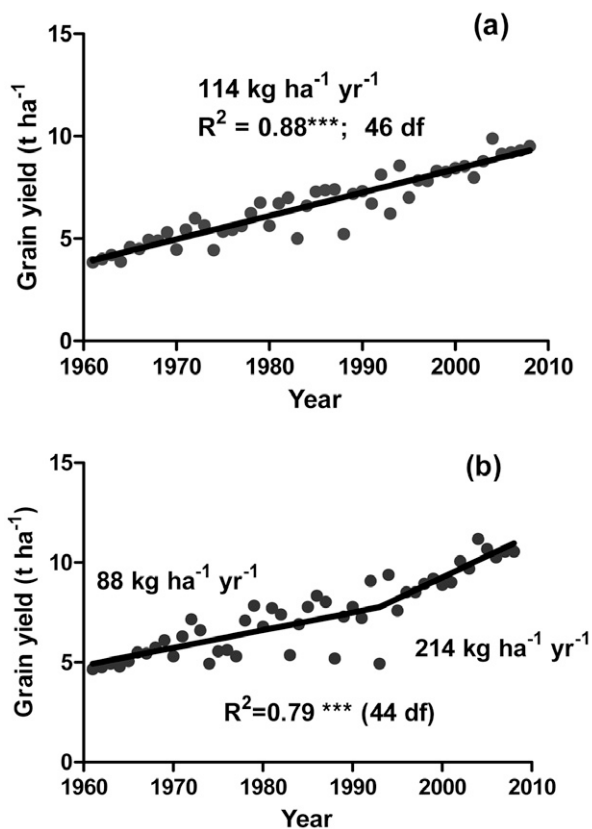 (a)
15
10
5
0
Grain yield (t ha⁻¹)
114 kg ha⁻¹ yr⁻¹
R² = 0.88***; 46 df
1960 1970 1980 1990 2000 2010
Year
(b)
15
10
5
0
Grain yield (t ha⁻¹)
88 kg ha⁻¹ yr⁻¹
214 kg ha⁻¹ yr⁻¹
R²=0.79 *** (44 df)
1960 1970 1980 1990 2000 2010
Year